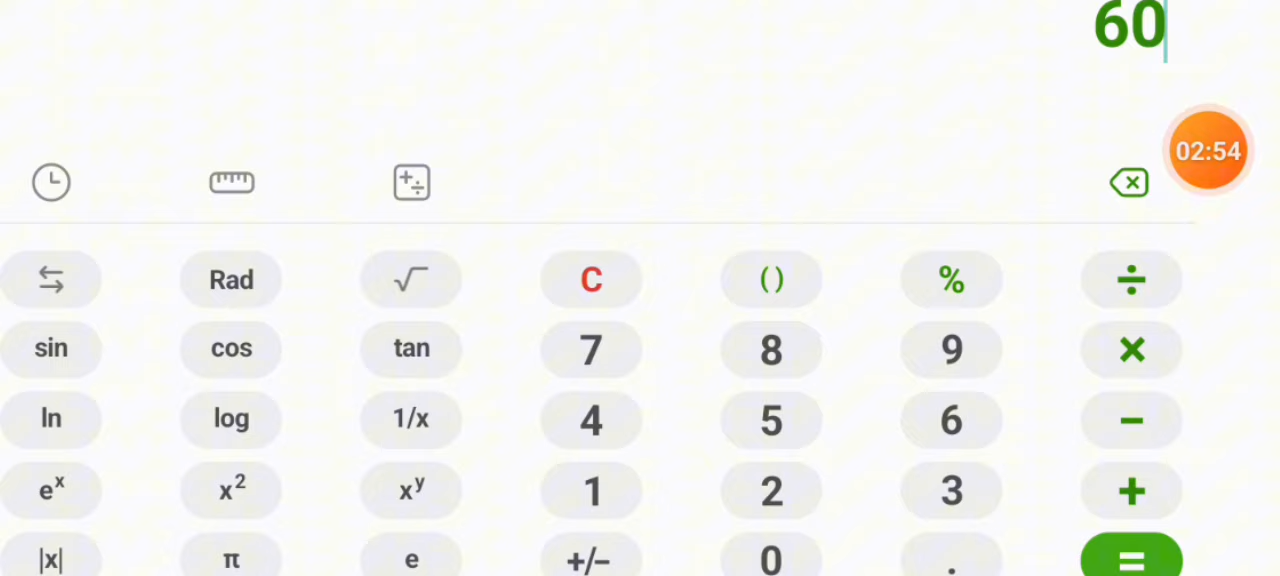 60
02:54
Rad √ C ( ) % ÷
sin cos tan 7 8 9 ×
ln log 1/x 4 5 6 −
eˣ x² xʸ 1 2 3 +
|x| π e +/− 0 . =